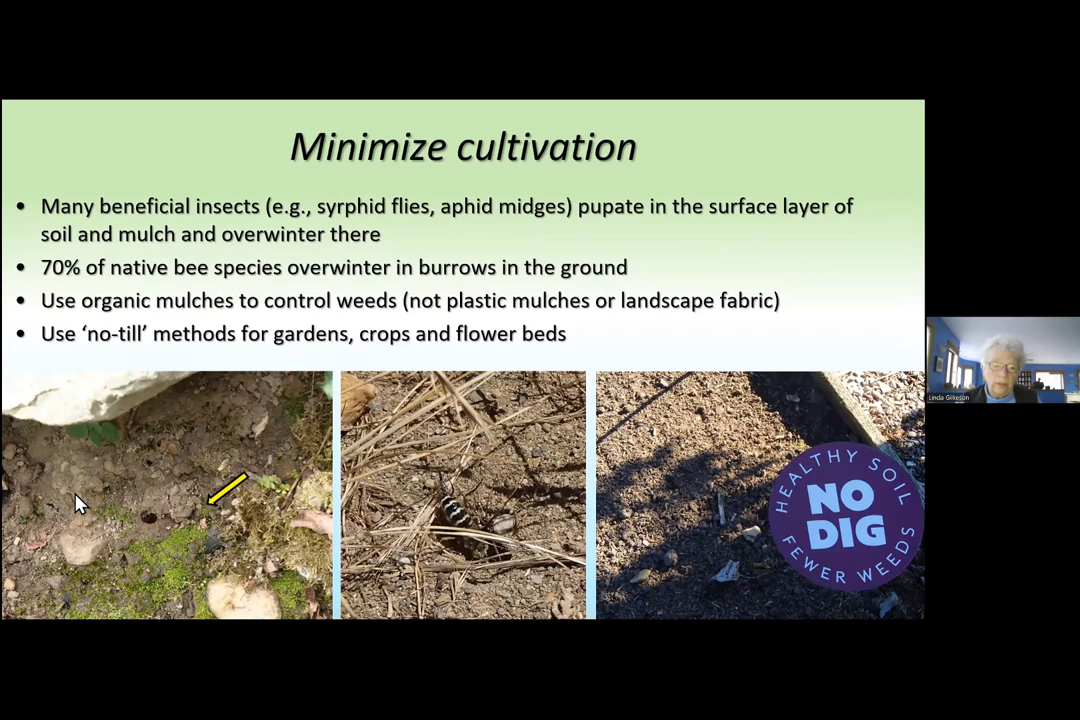 Minimize cultivation
• Many beneficial insects (e.g., syrphid flies, aphid midges) pupate in the surface layer of
soil and mulch and overwinter there
• 70% of native bee species overwinter in burrows in the ground
• Use organic mulches to control weeds (not plastic mulches or landscape fabric)
• Use ‘no-till’ methods for gardens, crops and flower beds
Linda Gilkeson
HEALTHY SOIL
NO
DIG
FEWER WEEDS